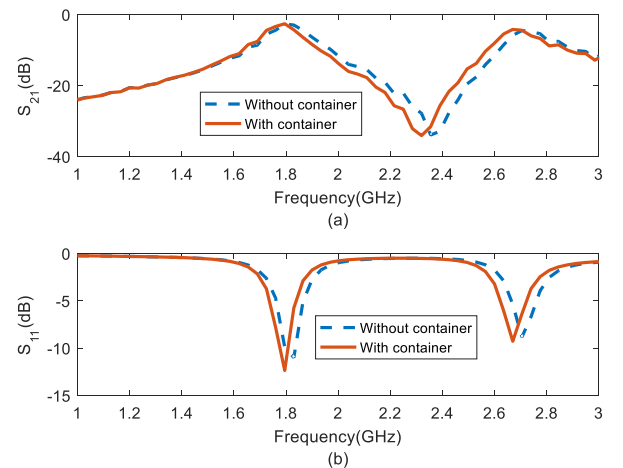 0
-20
-40
S21(dB)
Without container
With container
1
1.2
1.4
1.6
1.8
2
2.2
2.4
2.6
2.8
3
Frequency(GHz)
(a)
0
-5
-10
-15
S11(dB)
Without container
With container
1
1.2
1.4
1.6
1.8
2
2.2
2.4
2.6
2.8
3
Frequency(GHz)
(b)